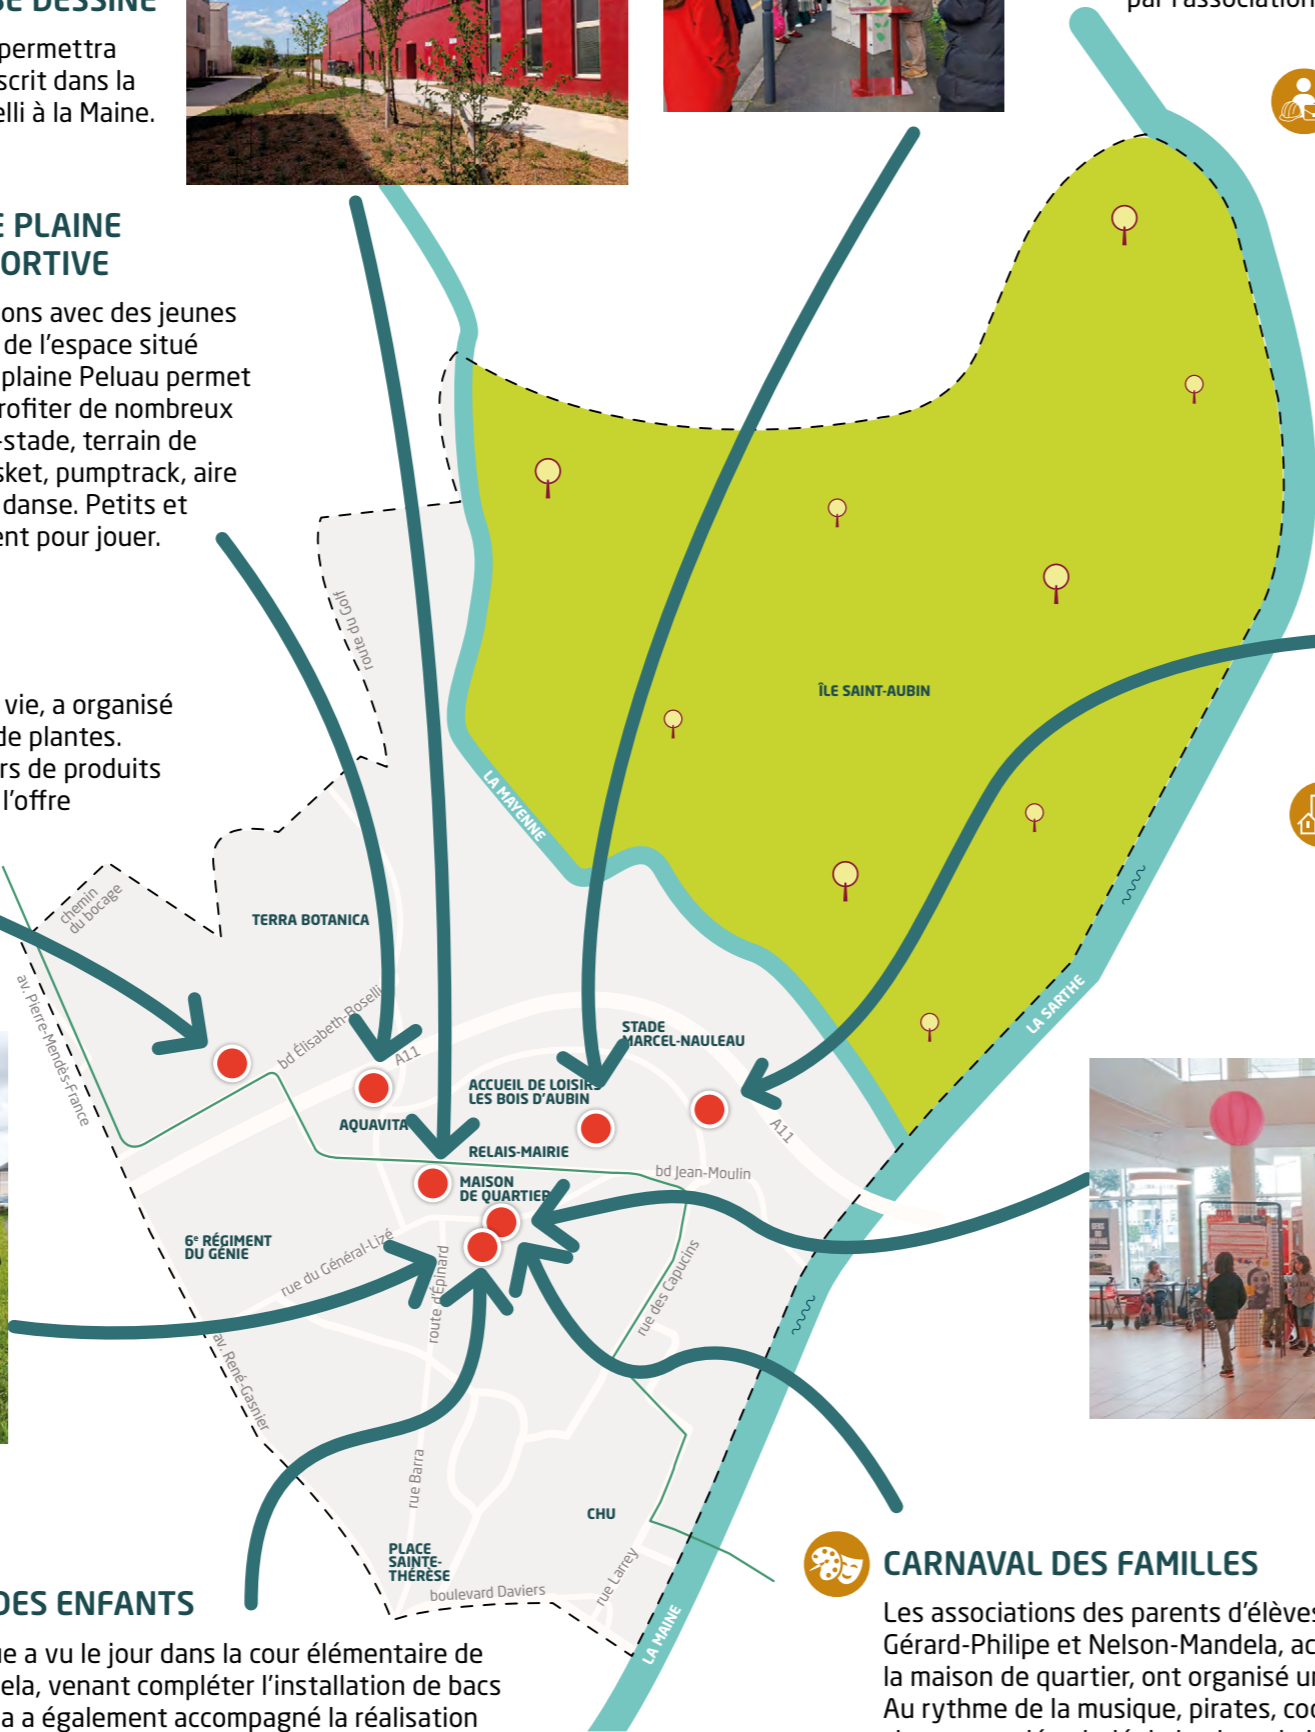 SE DESSINE
permettra
scrit dans la
elli à la Maine.
par l'association
E PLAINE
ORTIVE
ons avec des jeunes
de l'espace situé
plaine Peluau permet
rofiter de nombreux
-stade, terrain de
sket, pumptrack, aire
danse. Petits et
ent pour jouer.
vie, a organisé
de plantes.
rs de produits
l'offre
route du Golf
ÎLE SAINT-AUBIN
LA MAYENNE
chemin
du bocage
TERRA BOTANICA
av. Pierre-Mendès-France
bd Élisabeth-Boselli
A11
STADE
MARCEL-NAULEAU
LA SARTHE
ACCUEIL DE LOISIRS
LES BOIS D'AUBIN
AQUAVITA
A11
RELAIS-MAIRIE
bd Jean-Moulin
MAISON
DE QUARTIER
6e RÉGIMENT
DU GÉNIE
rue du Général-Lizé
route d'Épinard
rue des Capucins
av. René-Gasnier
rue Barra
CHU
PLACE
SAINTE-
THÉRÈSE
boulevard Daviers
rue Larrey
LA MAINE
DES ENFANTS
ue a vu le jour dans la cour élémentaire de
ela, venant compléter l'installation de bacs
a a également accompagné la réalisation
CARNAVAL DES FAMILLES
Les associations des parents d'élèves
Gérard-Philipe et Nelson-Mandela, ac
la maison de quartier, ont organisé un
Au rythme de la musique, pirates, coc